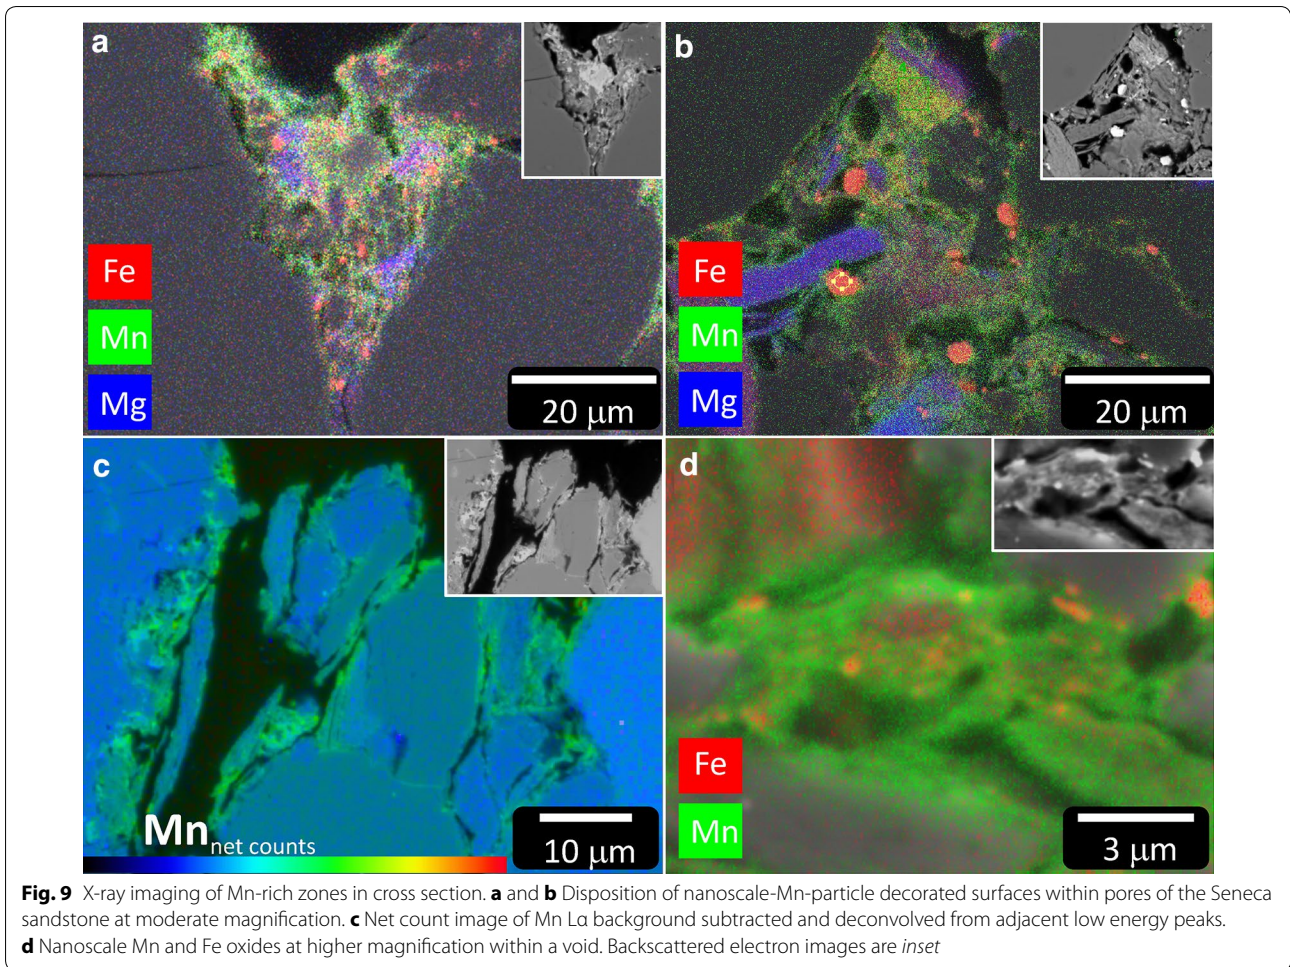 a
b
Fe
Mn
Mg
20 μm
Fe
Mn
Mg
20 μm
c
d
Mn net counts
10 μm
Fe
Mn
3 μm
Fig. 9 X-ray imaging of Mn-rich zones in cross section. a and b Disposition of nanoscale-Mn-particle decorated surfaces within pores of the Seneca
sandstone at moderate magnification. c Net count image of Mn Lα background subtracted and deconvolved from adjacent low energy peaks.
d Nanoscale Mn and Fe oxides at higher magnification within a void. Backscattered electron images are inset